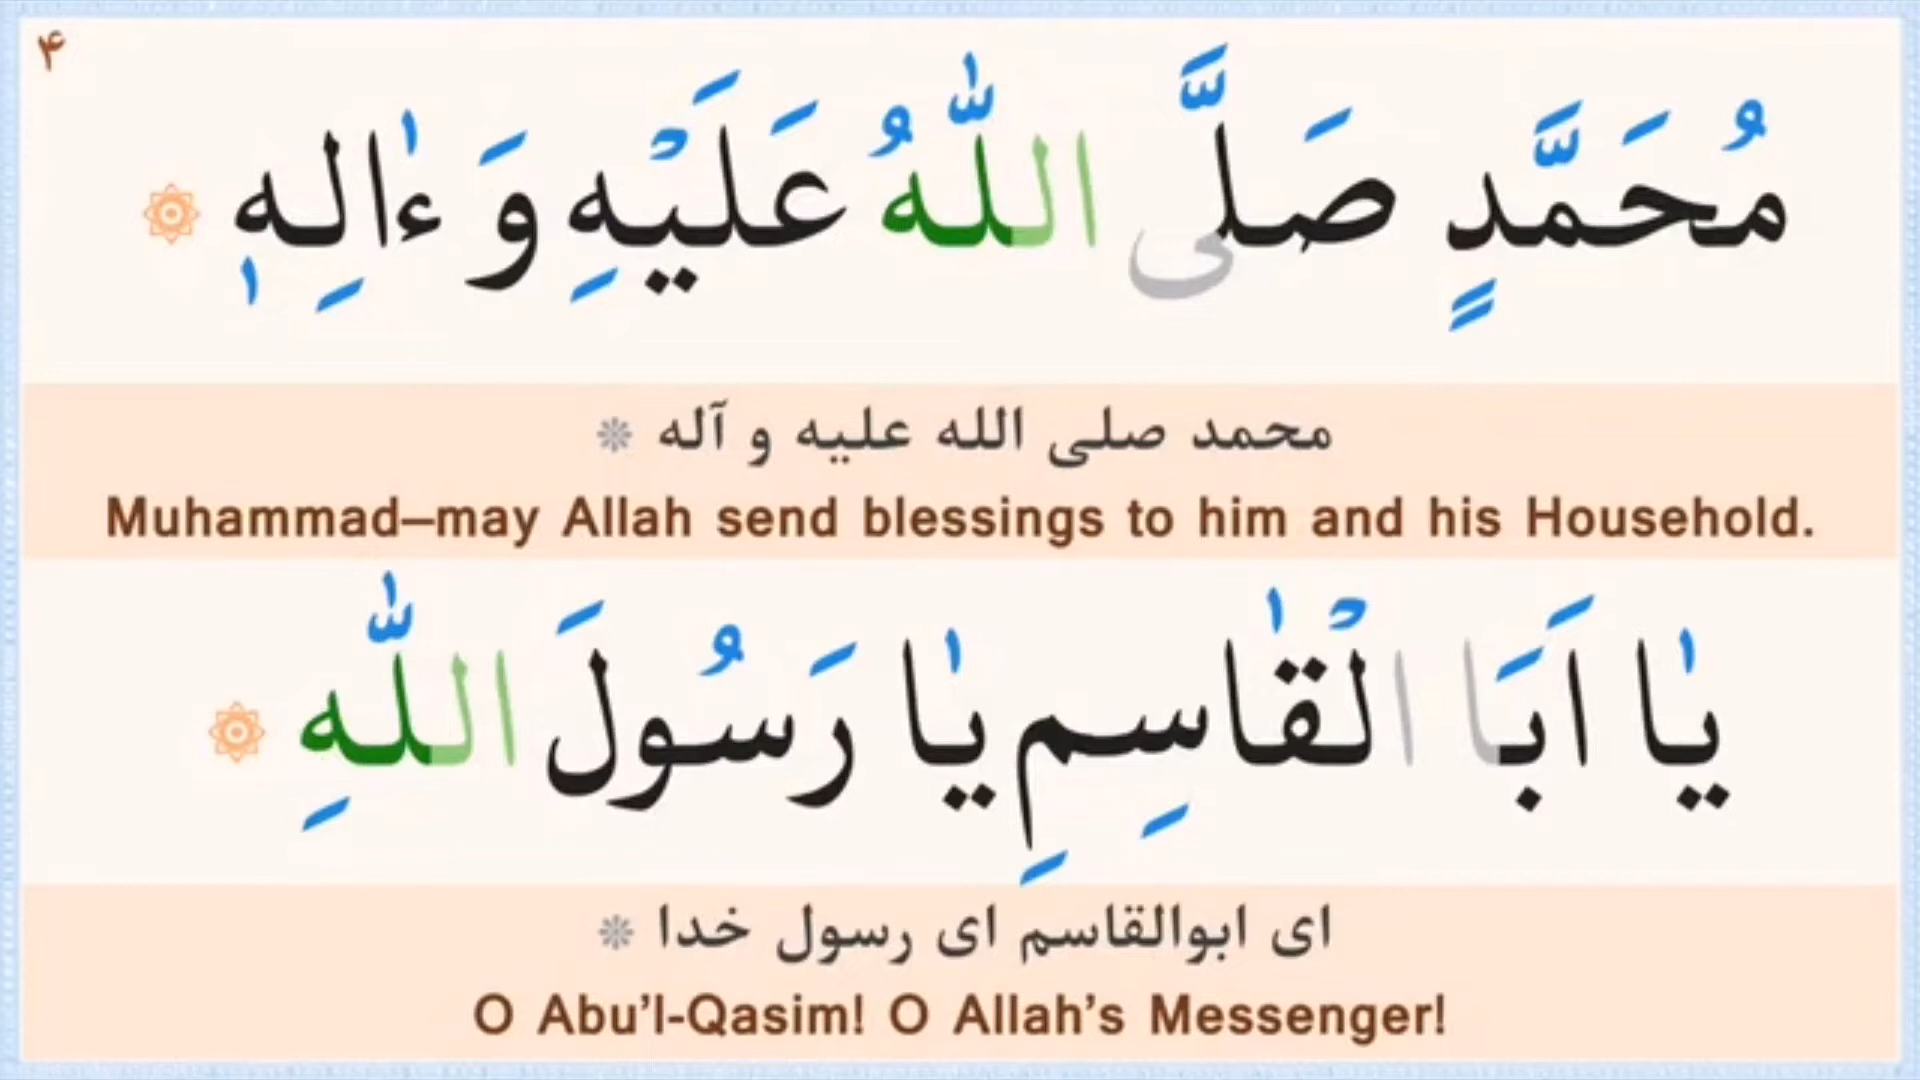 ۴
مُحَمَّدٍ صَلَّى اللّٰهُ عَلَيْهِ وَ ءٰالِهٖ
محمد صلی الله علیه و آله
Muhammad—may Allah send blessings to him and his Household.
يٰا اَبَا الْقٰاسِمِ يٰا رَسُولَ اللّٰهِ
ای ابوالقاسم ای رسول خدا
O Abu’l-Qasim! O Allah’s Messenger!